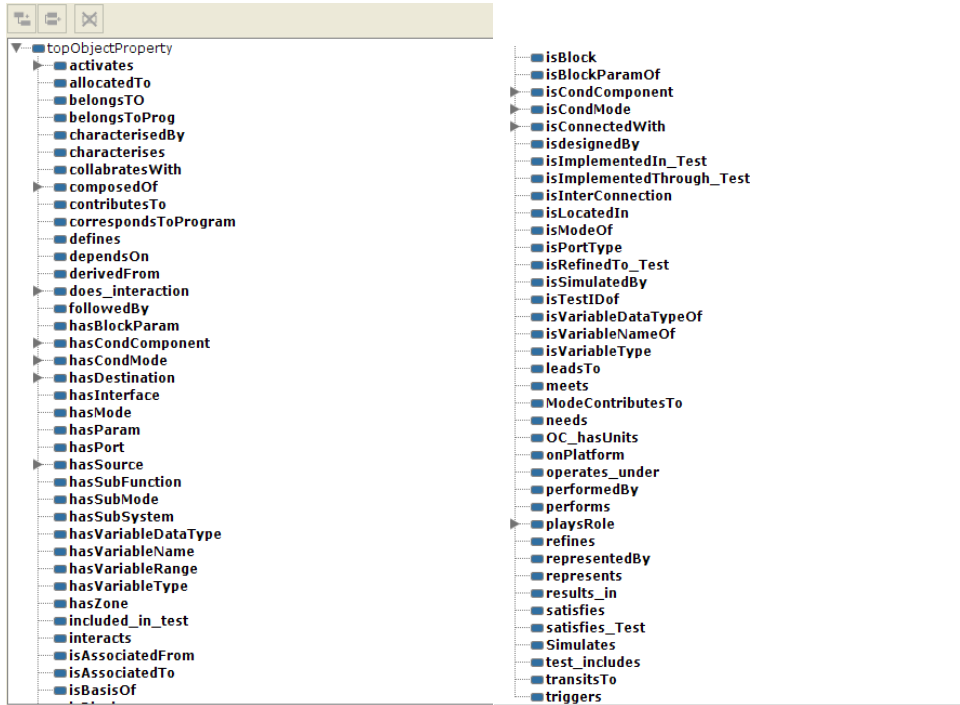 topObjectProperty
activates
allocatedTo
belongsTO
belongsToProg
characterisedBy
characterises
collabratesWith
composedOf
contributesTo
correspondsToProgram
defines
dependsOn
derivedFrom
does_interaction
followedBy
hasBlockParam
hasCondComponent
hasCondMode
hasDestination
hasInterface
hasMode
hasParam
hasPort
hasSource
hasSubFunction
hasSubMode
hasSubSystem
hasVariableDataType
hasVariableName
hasVariableRange
hasVariableType
hasZone
included_in_test
interacts
isAssociatedFrom
isAssociatedTo
isBasisOf
isBlock
isBlockParamOf
isCondComponent
isCondMode
isConnectedWith
isdesignedBy
isImplementedIn_Test
isImplementedThrough_Test
isInterConnection
isLocatedIn
isModeOf
isPortType
isRefinedTo_Test
isSimulatedBy
isTestIDof
isVariableDataTypeOf
isVariableNameOf
isVariableType
leadsTo
meets
ModeContributesTo
needs
OC_hasUnits
onPlatform
operates_under
performedBy
performs
playsRole
refines
representedBy
represents
results_in
satisfies
satisfies_Test
Simulates
test_includes
transitsTo
triggers